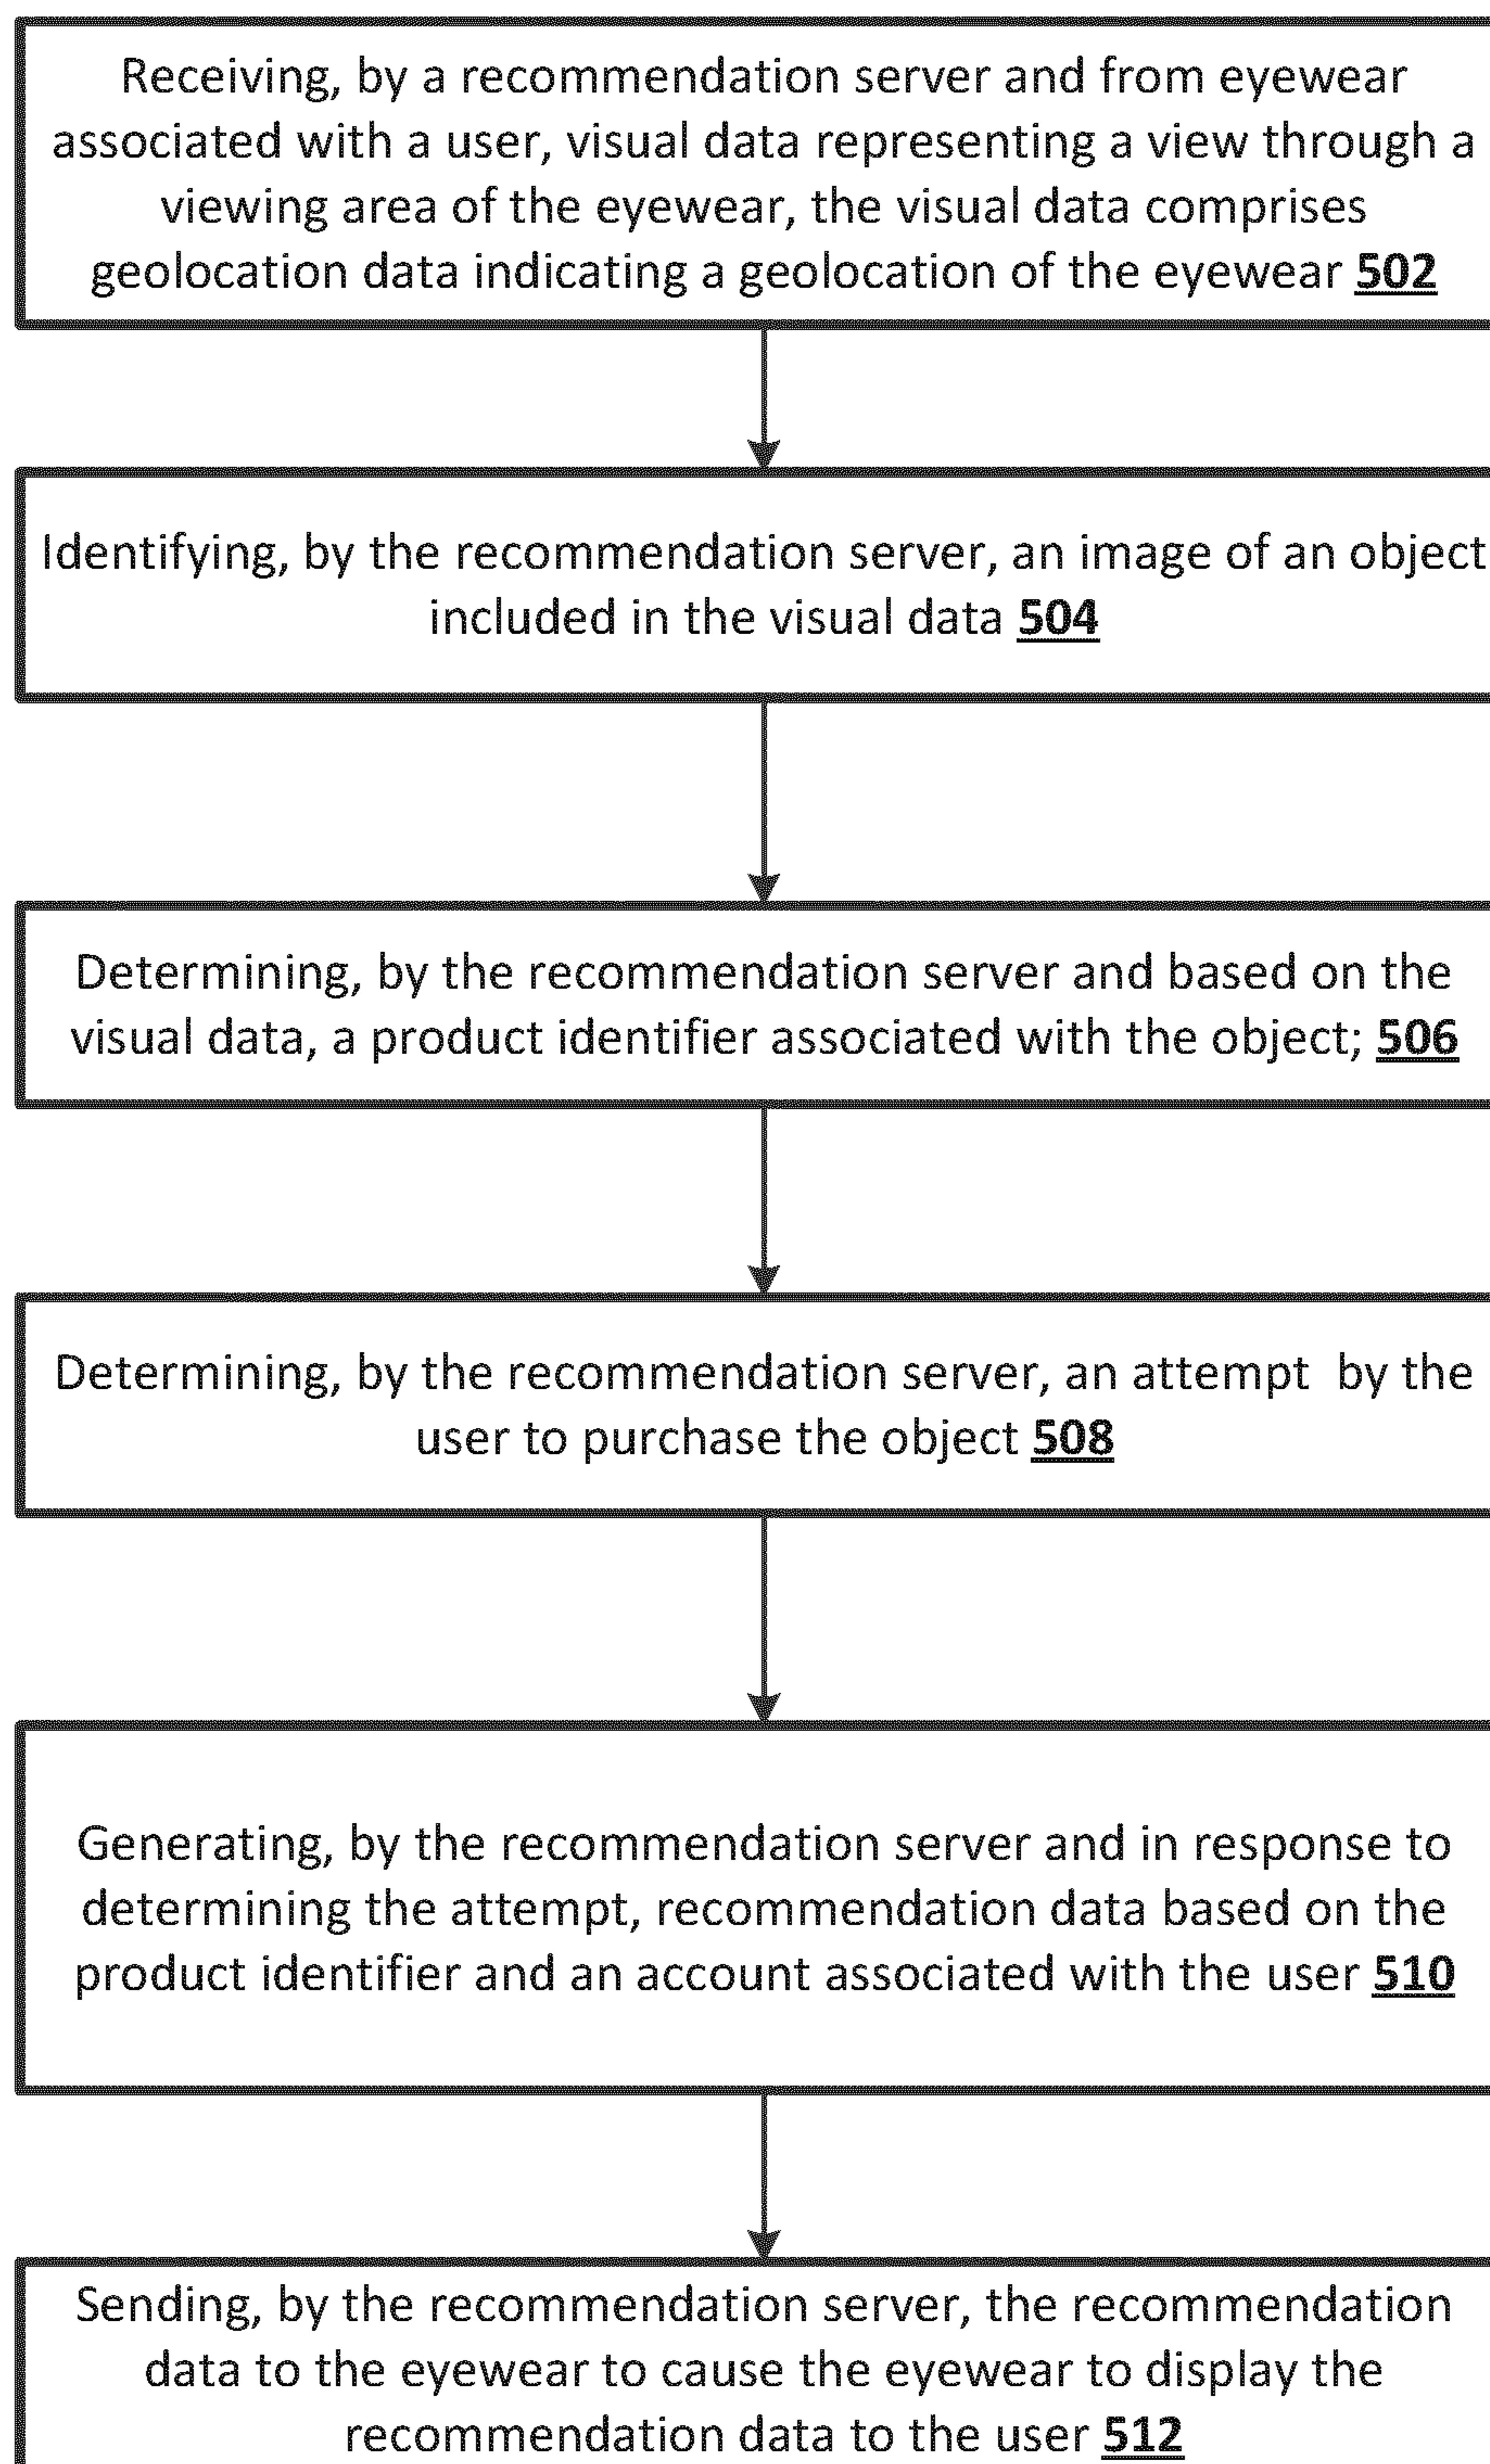 Receiving, by a recommendation server and from eyewear
associated with a user, visual data representing a view through a
viewing area of the eyewear, the visual data comprises
geolocation data indicating a geolocation of the eyewear 502
Identifying, by the recommendation server, an image of an object
included in the visual data 504
Determining, by the recommendation server and based on the
visual data, a product identifier associated with the object; 506
Determining, by the recommendation server, an attempt by the
user to purchase the object 508
Generating, by the recommendation server and in response to
determining the attempt, recommendation data based on the
product identifier and an account associated with the user 510
Sending, by the recommendation server, the recommendation
data to the eyewear to cause the eyewear to display the
recommendation data to the user 512